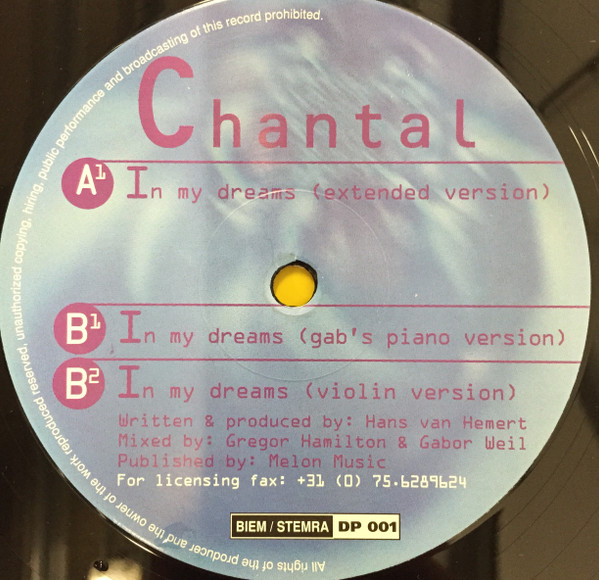 All rights of the producer and the owner of the work reproduced reserved, unauthorized copying, hiring, public performance and broadcasting of this record prohibited.
Chantal
A1 In my dreams (extended version)
B1 In my dreams (gab's piano version)
B2 In my dreams (violin version)
Written & produced by: Hans van Hemert
Mixed by: Gregor Hamilton & Gabor Weil
Published by: Melon Music
For licensing fax: +31 (0) 75.6289624
BIEM / STEMRA DP 001